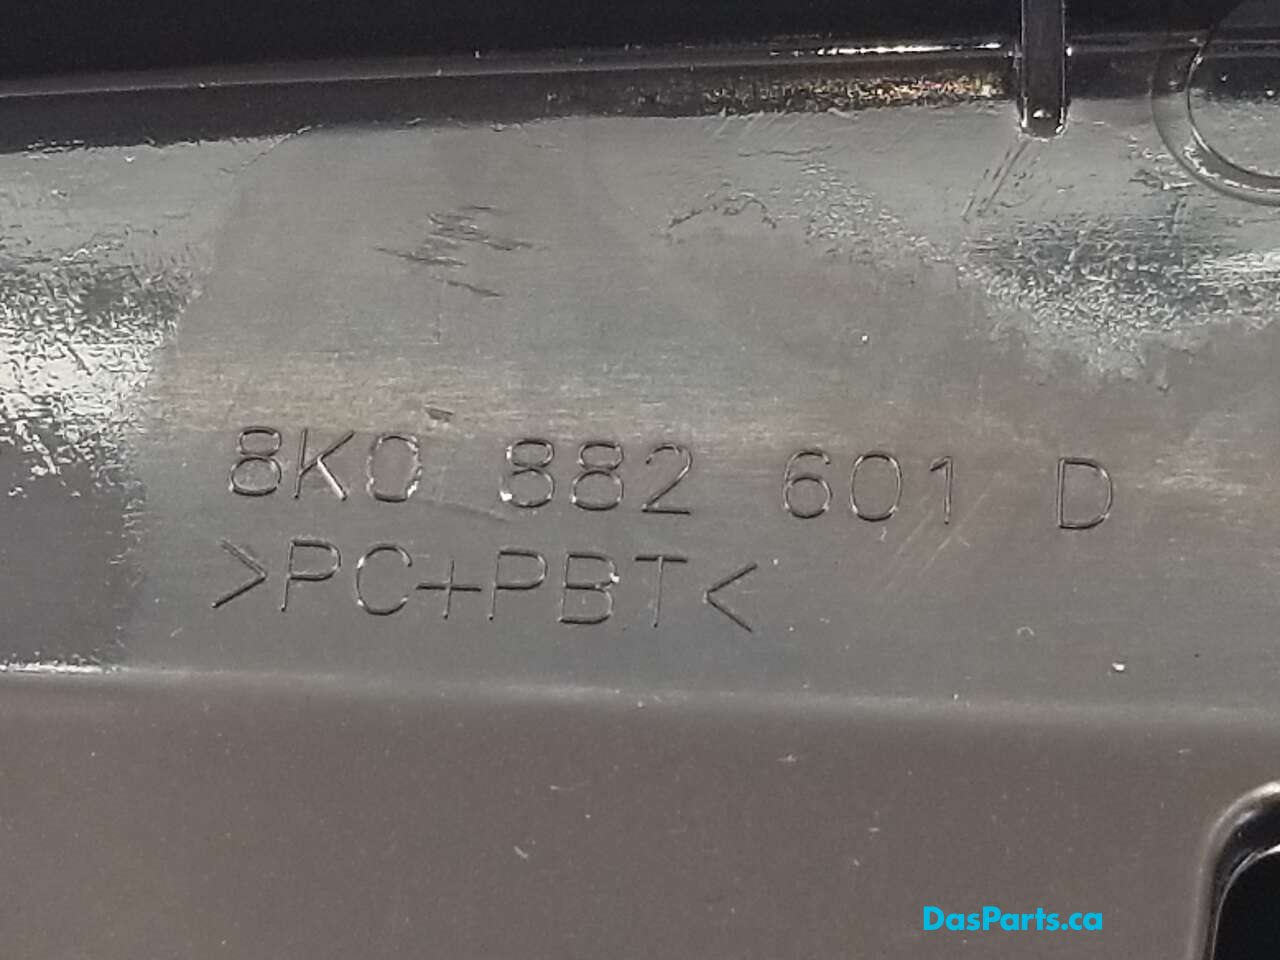 8K0 882 601 D
>PC+PBT<
DasParts.ca